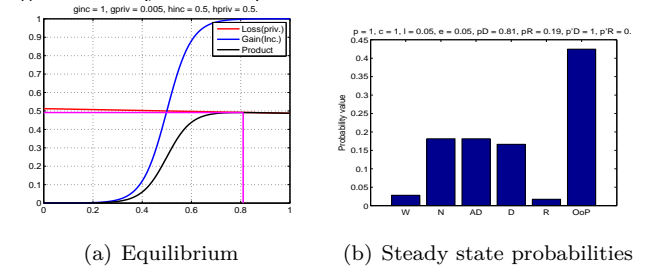 ginc = 1, gpriv = 0.005, hinc = 0.5, hpriv = 0.5.
1
0.9
0.8
0.7
0.6
0.5
0.4
0.3
0.2
0.1
0
0 0.2 0.4 0.6 0.8 1
Loss(priv.)
Gain(Inc.)
Product
(a) Equilibrium
p = 1, c = 1, l = 0.05, e = 0.05, pD = 0.81, pR = 0.19, p'D = 1, p'R = 0.
Probability value
0.45
0.4
0.35
0.3
0.25
0.2
0.15
0.1
0.05
0
W N AD D R OoP
(b) Steady state probabilities